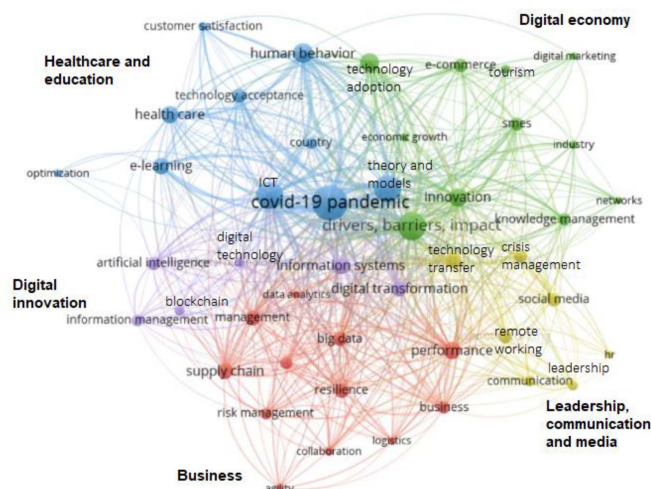 Digital economy
customer satisfaction
human behavior
Healthcare and
education
technology
adoption
e-commerce
digital marketing
tourism
technology acceptance
health care
smes
country
economic growth
industry
e-learning
optimization
theory and
models
ICT
covid-19 pandemic
innovation
networks
drivers, barriers, impact
knowledge management
digital
technology
artificial intelligence
information systems
technology
transfer
crisis
management
Digital
innovation
data analytics
digital transformation
social media
blockchain
information management
management
big data
remote
working
performance
hr
leadership
supply chain
communication
resilience
Leadership,
communication
and media
risk management
business
logistics
collaboration
Business
agility